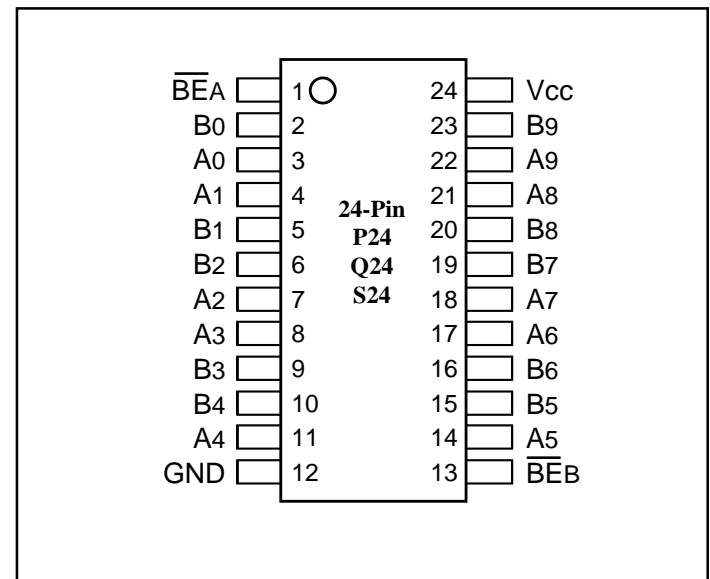 B̅E̅A 1 24 Vcc
B0 2 23 B9
A0 3 22 A9
A1 4 21 A8
24-Pin
B1 5 20 B8
P24
B2 6 Q24 19 B7
A2 7 S24 18 A7
A3 8 17 A6
B3 9 16 B6
B4 10 15 B5
A4 11 14 A5
GND 12 13 B̅E̅B